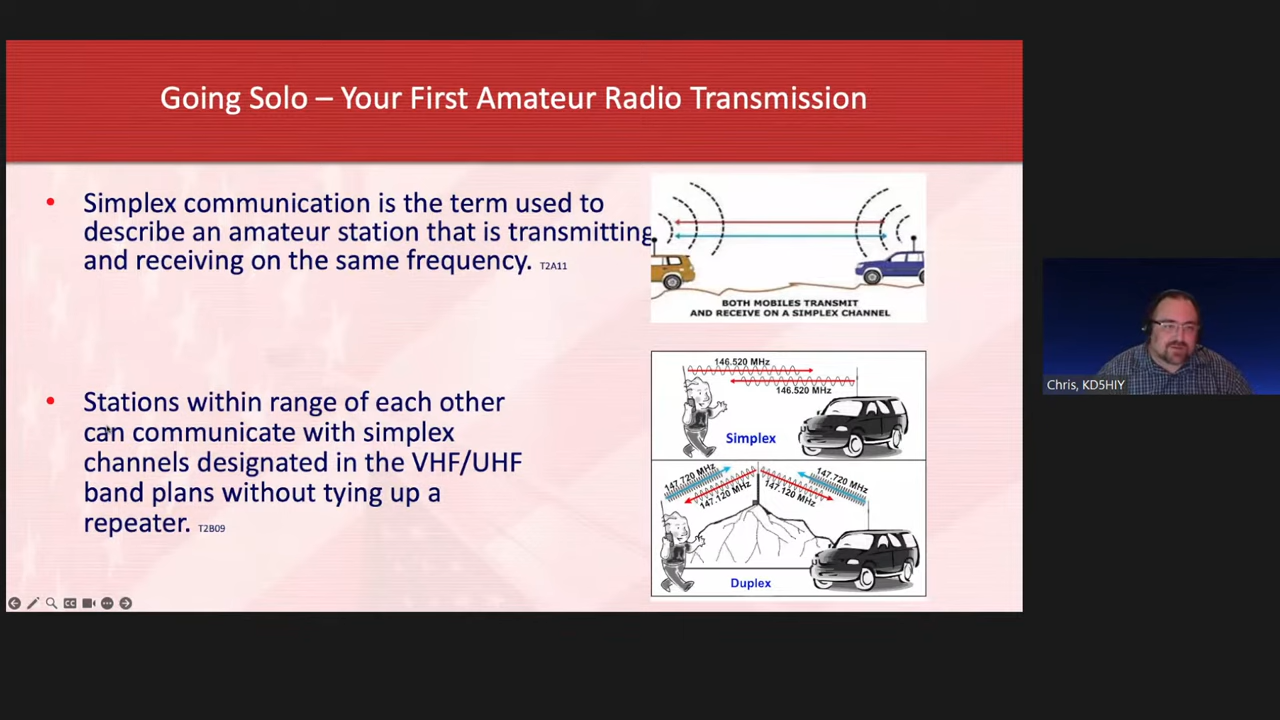 Going Solo – Your First Amateur Radio Transmission
• Simplex communication is the term used to
describe an amateur station that is transmitting
and receiving on the same frequency. T2A11
BOTH MOBILES TRANSMIT
AND RECEIVE ON A SIMPLEX CHANNEL
• Stations within range of each other
can communicate with simplex
channels designated in the VHF/UHF
band plans without tying up a
repeater. T2B09
146.520 MHz
146.520 MHz
Simplex
147.720 MHz
147.120 MHz
147.720 MHz
147.120 MHz
Duplex
CC
Chris, KD5HIY